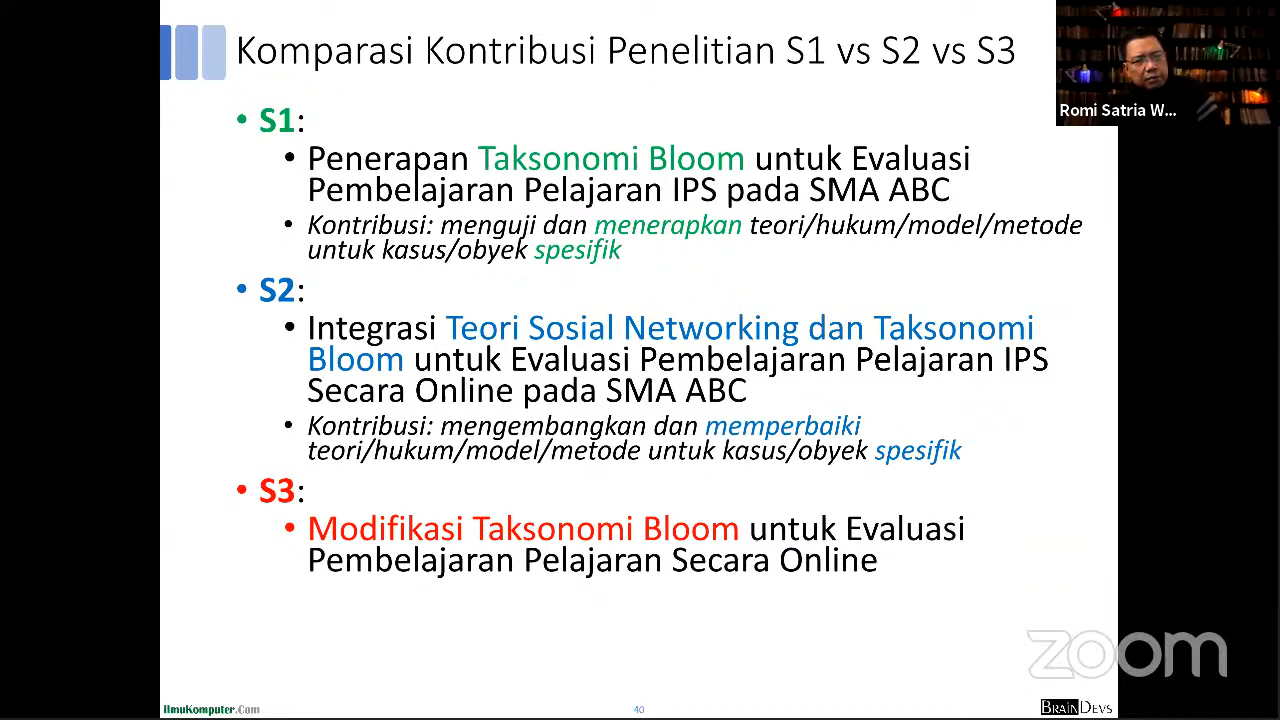 Komparasi Kontribusi Penelitian S1 vs S2 vs S3
Romi Satria W...
• S1:
• Penerapan Taksonomi Bloom untuk Evaluasi
Pembelajaran Pelajaran IPS pada SMA ABC
• Kontribusi: menguji dan menerapkan teori/hukum/model/metode
untuk kasus/obyek spesifik
• S2:
• Integrasi Teori Sosial Networking dan Taksonomi
Bloom untuk Evaluasi Pembelajaran Pelajaran IPS
Secara Online pada SMA ABC
• Kontribusi: mengembangkan dan memperbaiki
teori/hukum/model/metode untuk kasus/obyek spesifik
• S3:
• Modifikasi Taksonomi Bloom untuk Evaluasi
Pembelajaran Pelajaran Secara Online
zoom
IlmuKomputer.Com
40
BRAINDEVS